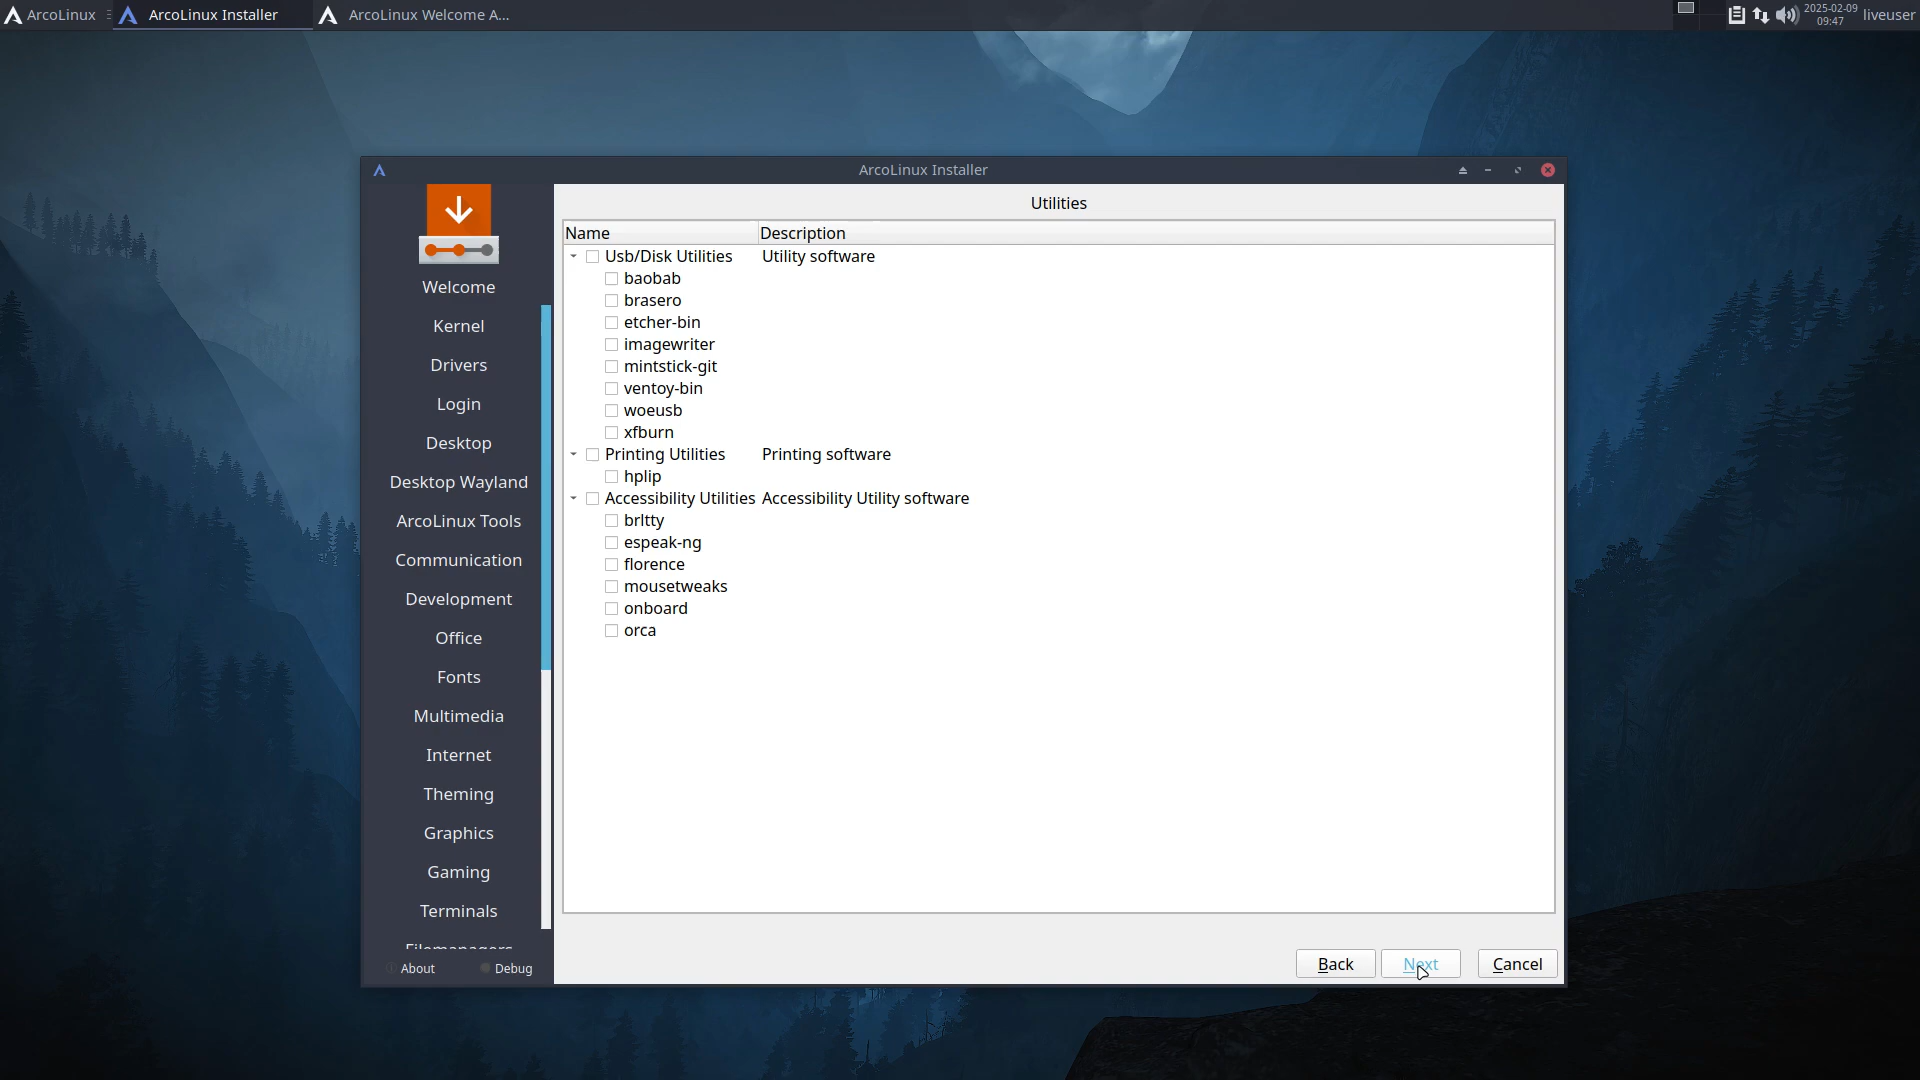 ArcoLinux
ArcoLinux Installer
ArcoLinux Welcome A...
2025-02-09
09:47
liveuser
ArcoLinux Installer
Welcome
Kernel
Drivers
Login
Desktop
Desktop Wayland
ArcoLinux Tools
Communication
Development
Office
Fonts
Multimedia
Internet
Theming
Graphics
Gaming
Terminals
Filemanagers
About
Debug
Utilities
Name Description
Usb/Disk Utilities Utility software
baobab
brasero
etcher-bin
imagewriter
mintstick-git
ventoy-bin
woeusb
xfburn
Printing Utilities Printing software
hplip
Accessibility Utilities Accessibility Utility software
brltty
espeak-ng
florence
mousetweaks
onboard
orca
Back
Next
Cancel